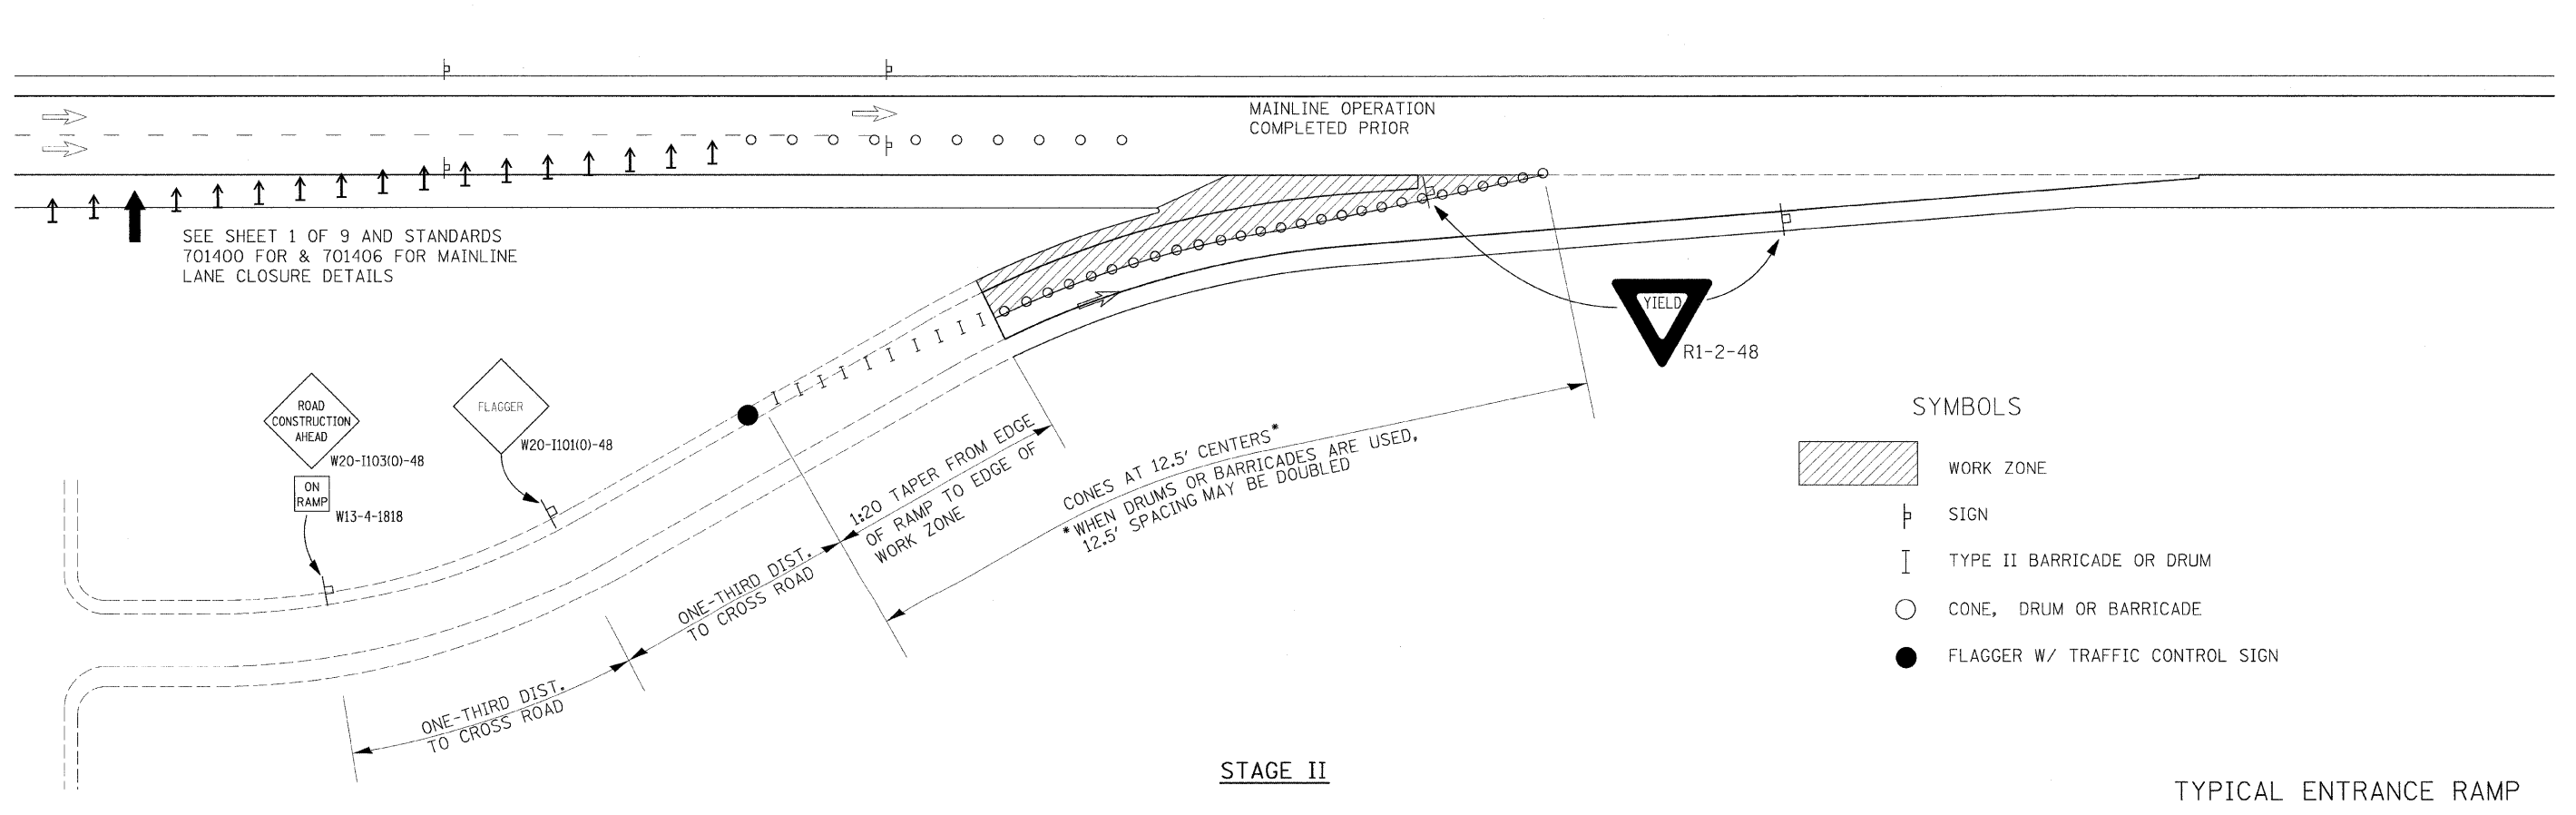 MAINLINE OPERATION
COMPLETED PRIOR
SEE SHEET 1 OF 9 AND STANDARDS
701400 FOR & 701406 FOR MAINLINE
LANE CLOSURE DETAILS
ROAD
CONSTRUCTION
AHEAD
W20-I103(O)-48
ON
RAMP
W13-4-1818
FLAGGER
W20-I101(O)-48
YIELD
R1-2-48
1:20 TAPER FROM EDGE
OF RAMP TO EDGE OF
WORK ZONE
CONES AT 12.5' CENTERS*
*WHEN DRUMS OR BARRICADES ARE USED,
12.5' SPACING MAY BE DOUBLED
ONE-THIRD DIST.
TO CROSS ROAD
ONE-THIRD DIST.
TO CROSS ROAD
SYMBOLS
WORK ZONE
SIGN
TYPE II BARRICADE OR DRUM
CONE, DRUM OR BARRICADE
FLAGGER W/ TRAFFIC CONTROL SIGN
STAGE II
TYPICAL ENTRANCE RAMP